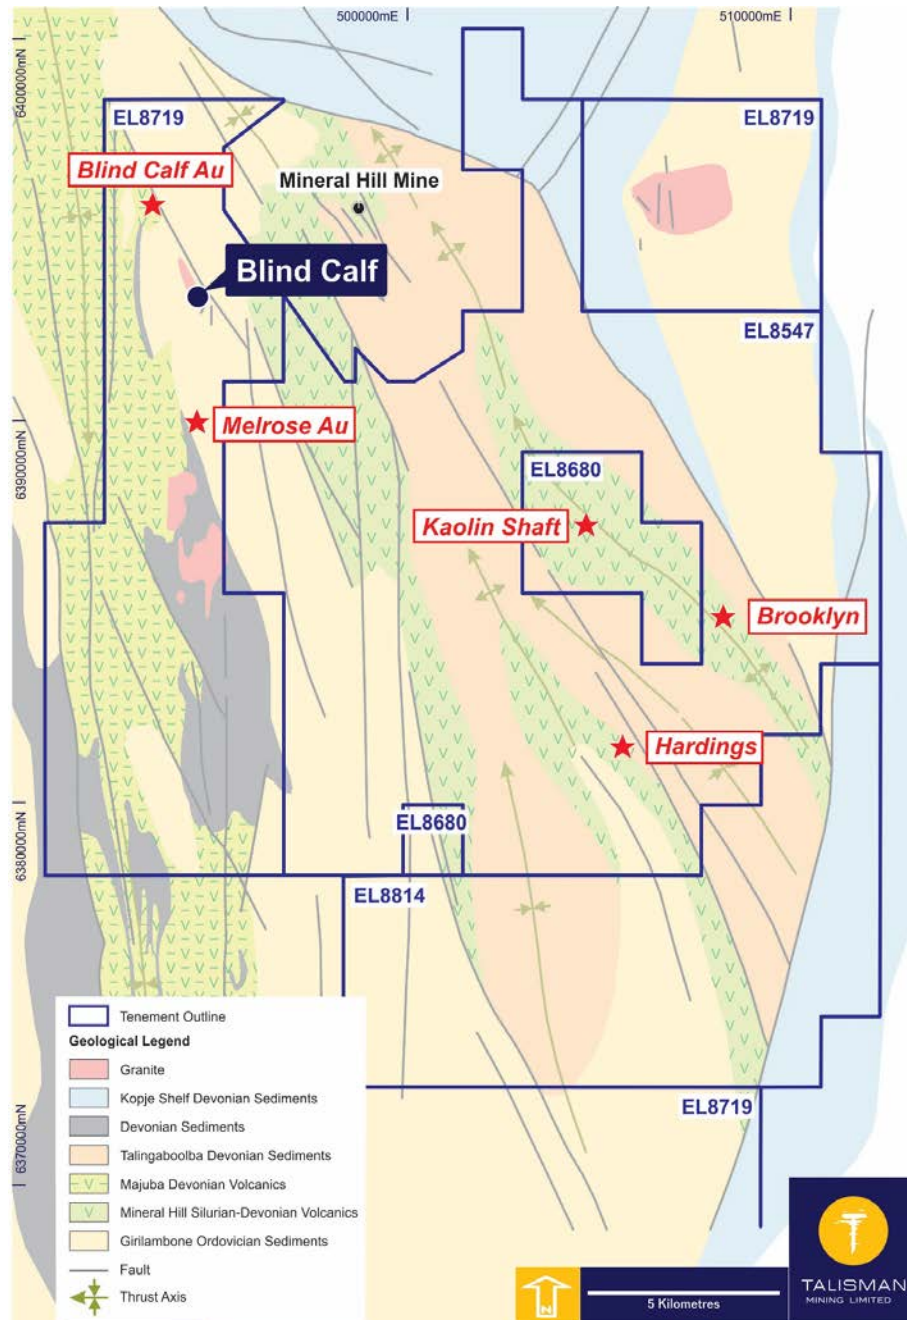 500000mE
510000mE
6400000mN
6390000mN
6380000mN
6370000mN
EL8719
EL8719
Blind Calf Au
Mineral Hill Mine
Blind Calf
EL8547
Melrose Au
EL8680
Kaolin Shaft
Brooklyn
Hardings
EL8680
EL8814
EL8719
Tenement Outline
Geological Legend
Granite
Kopje Shelf Devonian Sediments
Devonian Sediments
Talingaboolba Devonian Sediments
Majuba Devonian Volcanics
Mineral Hill Silurian-Devonian Volcanics
Girilambone Ordovician Sediments
Fault
Thrust Axis
N
5 Kilometres
TALISMAN
MINING LIMITED